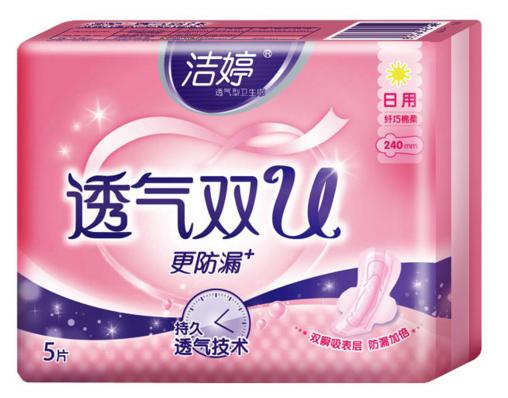 洁婷®
透气型卫生巾
日用
纤巧棉柔
240mm
透气双U
更防漏+
持久
透气技术
5片
双瞬吸表层 防漏加倍